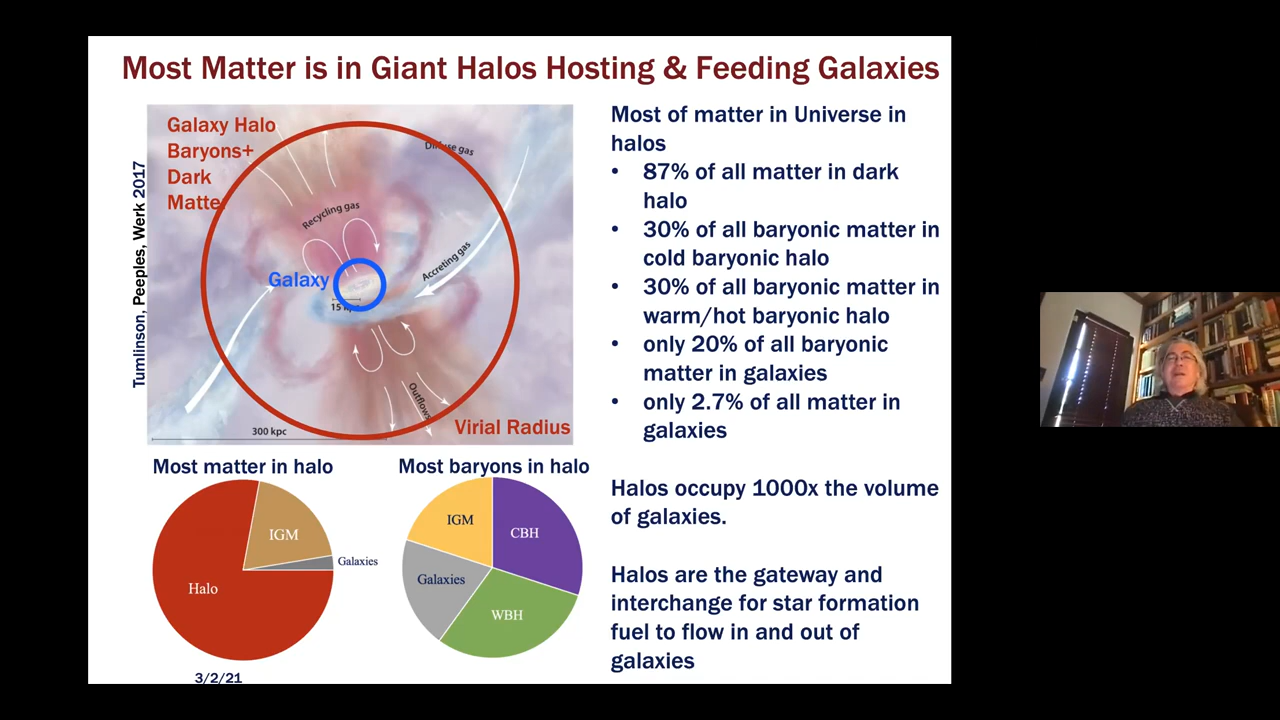 Most Matter is in Giant Halos Hosting & Feeding Galaxies
Tumlinson, Peeples, Werk 2017
Galaxy Halo
Baryons+
Dark
Matter
Diffuse gas
Recycling gas
Accreting gas
Galaxy
15 kpc
Outflows
Virial Radius
300 kpc
Most of matter in Universe in
halos
• 87% of all matter in dark
halo
• 30% of all baryonic matter in
cold baryonic halo
• 30% of all baryonic matter in
warm/hot baryonic halo
• only 20% of all baryonic
matter in galaxies
• only 2.7% of all matter in
galaxies
Halos occupy 1000x the volume
of galaxies.
Halos are the gateway and
interchange for star formation
fuel to flow in and out of
galaxies
Most matter in halo
IGM
Galaxies
Halo
Most baryons in halo
IGM
CBH
Galaxies
WBH
3/2/21